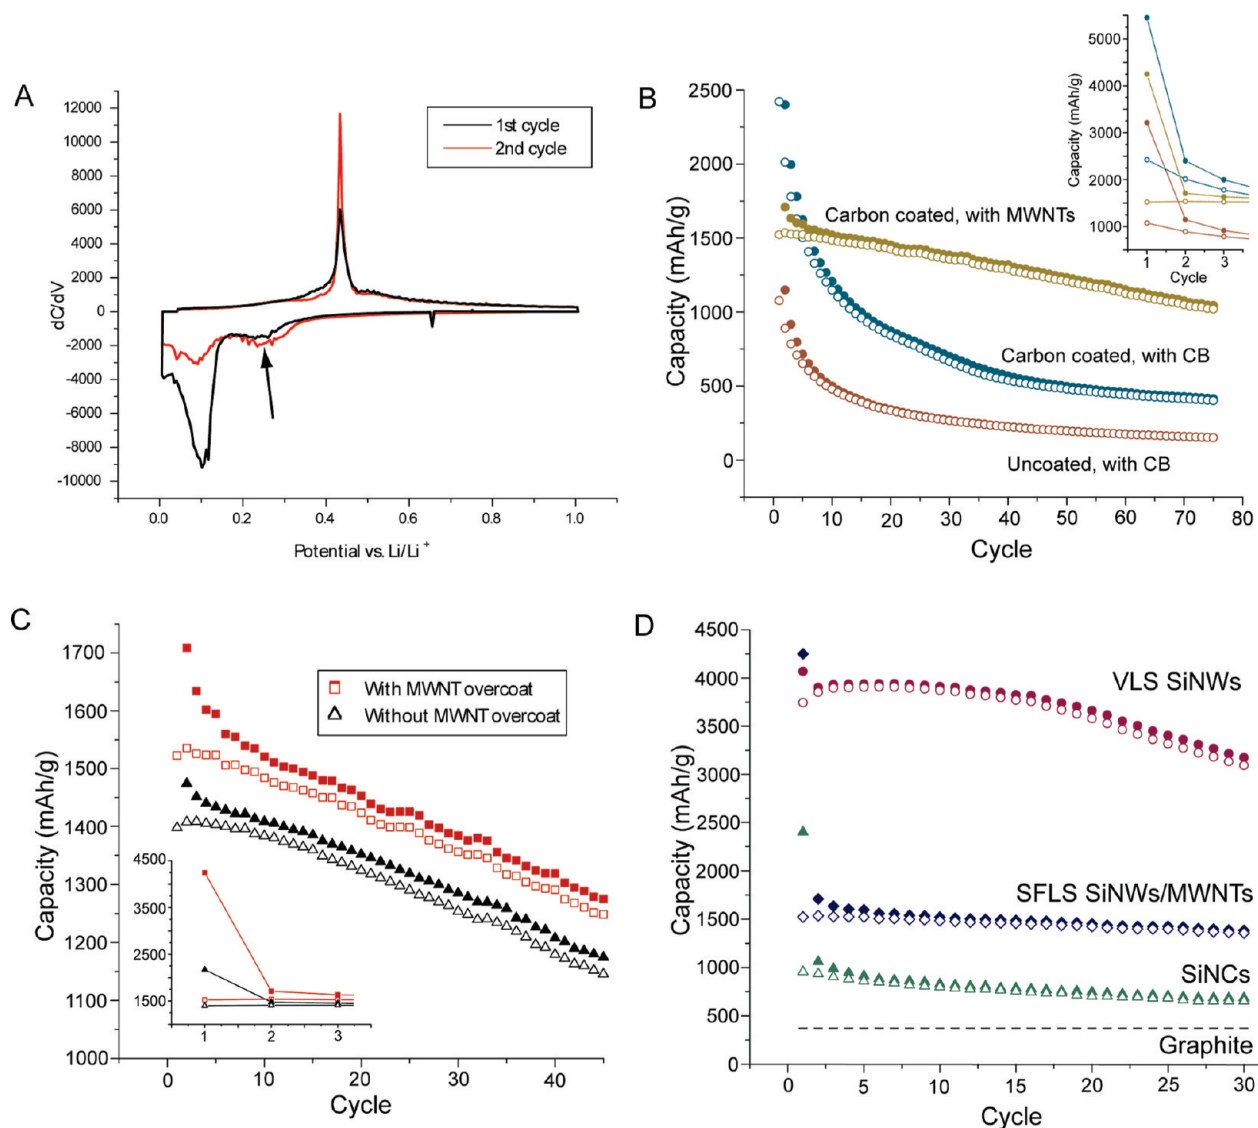 A
12000
10000
8000
6000
4000
2000
0
-2000
-4000
-6000
-8000
-10000
dC/dV
1st cycle
2nd cycle
0.0 0.2 0.4 0.6 0.8 1.0
Potential vs. Li/Li+
B
2500
2000
1500
1000
500
0
Capacity (mAh/g)
Carbon coated, with MWNTs
Carbon coated, with CB
Uncoated, with CB
0 10 20 30 40 50 60 70 80
Cycle
5000
4000
3000
2000
1000
Capacity (mAh/g)
1 2 3
Cycle
C
1700
1600
1500
1400
1300
1200
1100
1000
Capacity (mAh/g)
With MWNT overcoat
Without MWNT overcoat
4500
3500
2500
1500
1 2 3
0 10 20 30 40
Cycle
D
4500
4000
3500
3000
2500
2000
1500
1000
500
0
Capacity (mAh/g)
VLS SiNWs
SFLS SiNWs/MWNTs
SiNCs
Graphite
0 5 10 15 20 25 30
Cycle